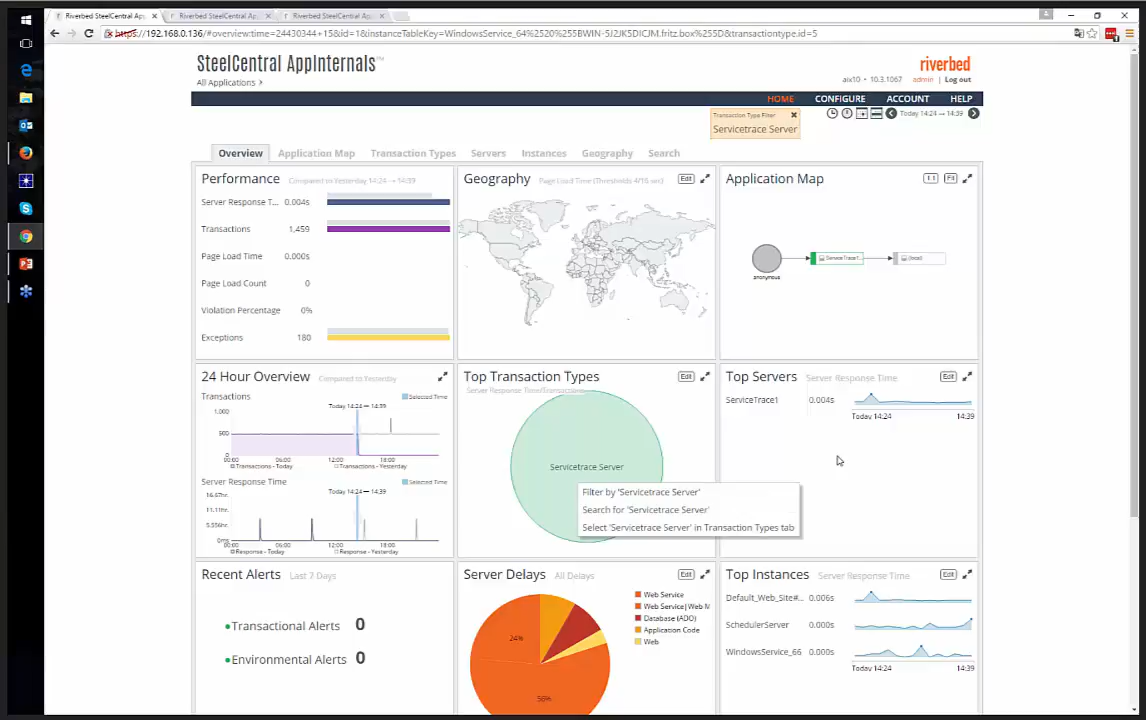 Riverbed SteelCentral App
Riverbed SteelCentral Ap
Riverbed SteelCentral Ap
https://192.168.0.136/#overview:time=24430344+15&id=1&instanceTableKey=WindowsService_64%2520%255BWIN-5J2JK5DICJM.fritz.box%255D&transactiontype.id=5
SteelCentral AppInternals™
riverbed
All Applications >
aix10 • 10.3.1067 admin | Log out
HOME CONFIGURE ACCOUNT HELP
Transaction Type Filter
Servicetrace Server
Today 14:24 → 14:39
Overview Application Map Transaction Types Servers Instances Geography Search
Performance Compared to Yesterday 14:24 → 14:39
Server Response T... 0.004s
Transactions 1,459
Page Load Time 0.000s
Page Load Count 0
Violation Percentage 0%
Exceptions 180
Geography Page Load Time (Thresholds 4/16 sec) Edit
Application Map 1:1 Fit
anonymous
ServiceTrace1
(local)
24 Hour Overview Compared to Yesterday
Transactions Selected Time
Today 14:24 — 14:39
1,000
500
0
00:00 06:00 12:00 18:00
Transactions - Today Transactions - Yesterday
Server Response Time Selected Time
Today 14:24 — 14:39
16.67hr.
11.11hr.
5.556hr.
0ms
00:00 06:00 12:00 18:00
Response - Today Response - Yesterday
Top Transaction Types Edit
Server Response Time/Transactions
Servicetrace Server
Filter by 'Servicetrace Server'
Search for 'Servicetrace Server'
Select 'Servicetrace Server' in Transaction Types tab
Top Servers Server Response Time Edit
ServiceTrace1 0.004s
Today 14:24 14:39
Recent Alerts Last 7 Days
Transactional Alerts 0
Environmental Alerts 0
Server Delays All Delays Edit
24%
56%
Web Service
Web Service|Web M
Database (ADO)
Application Code
Web
Top Instances Server Response Time Edit
Default_Web_Site#... 0.006s
SchedulerServer 0.000s
WindowsService_66 0.000s
Today 14:24 14:39